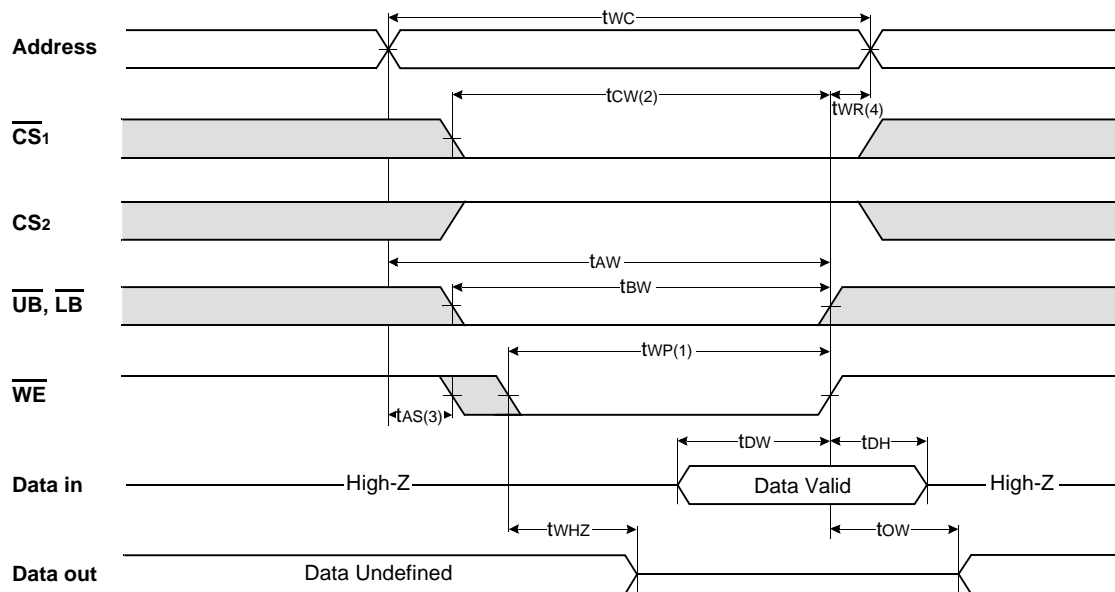 tWC
Address
tCW(2)
tWR(4)
CS1
CS2
tAW
UB, LB
tBW
tWP(1)
WE
tAS(3)
tDW
tDH
Data in
High-Z
Data Valid
High-Z
tWHZ
tOW
Data out
Data Undefined